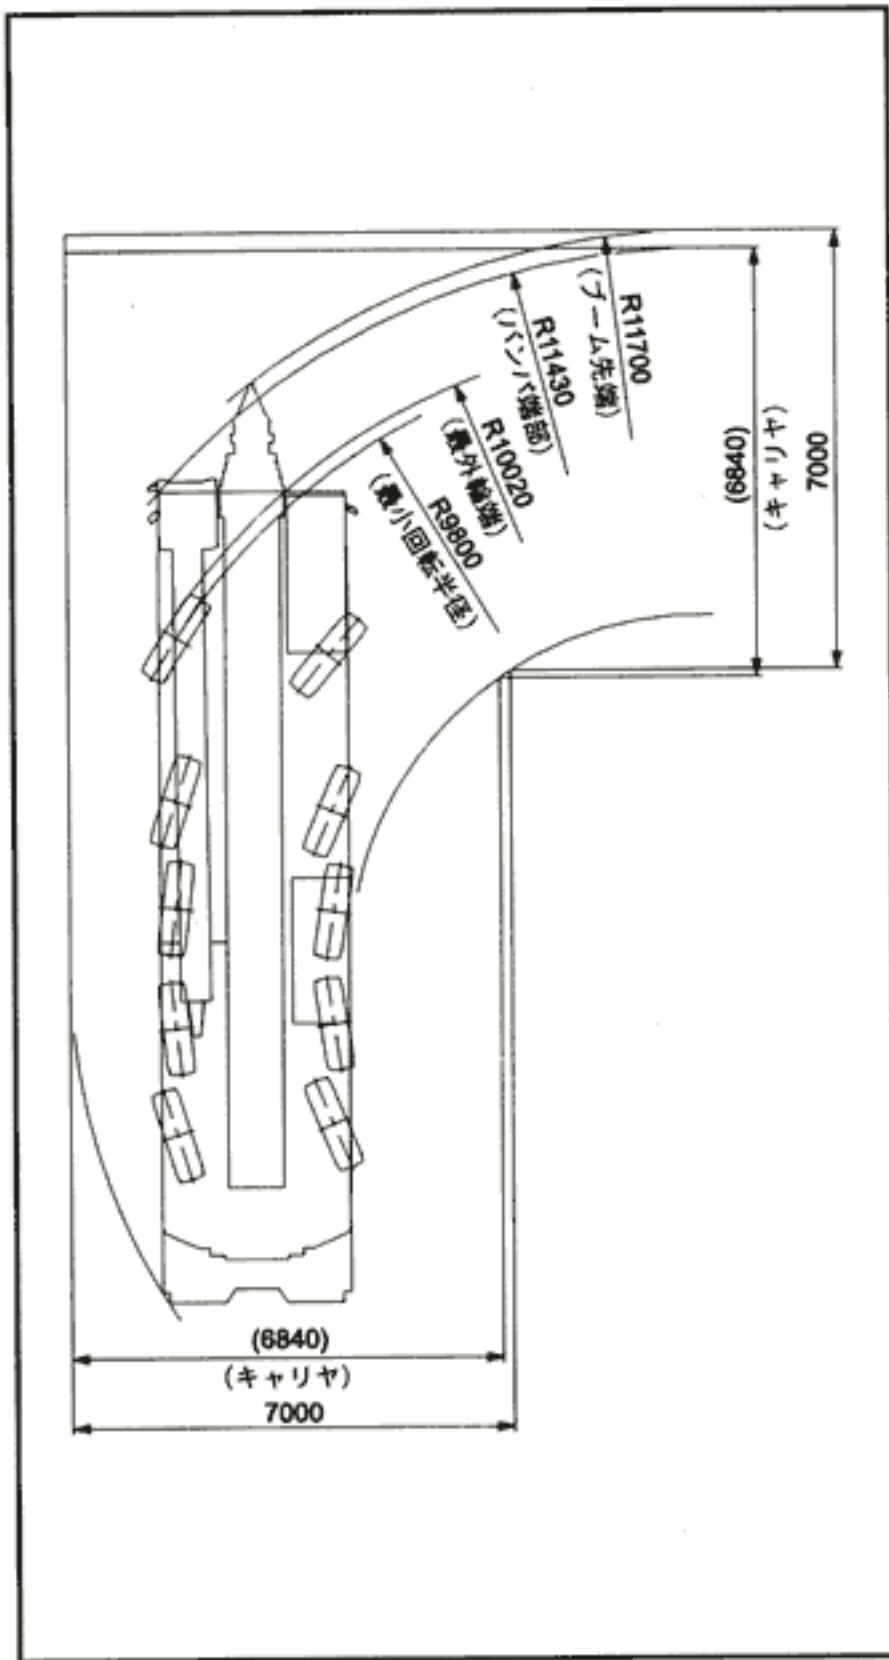 R11700
(ブーム先端)
R11430
(バンパ端部)
R10020
(最外輪端)
R9800
(最小回転半径)
(6840)
(キャリヤ)
7000
(6840)
(キャリヤ)
7000